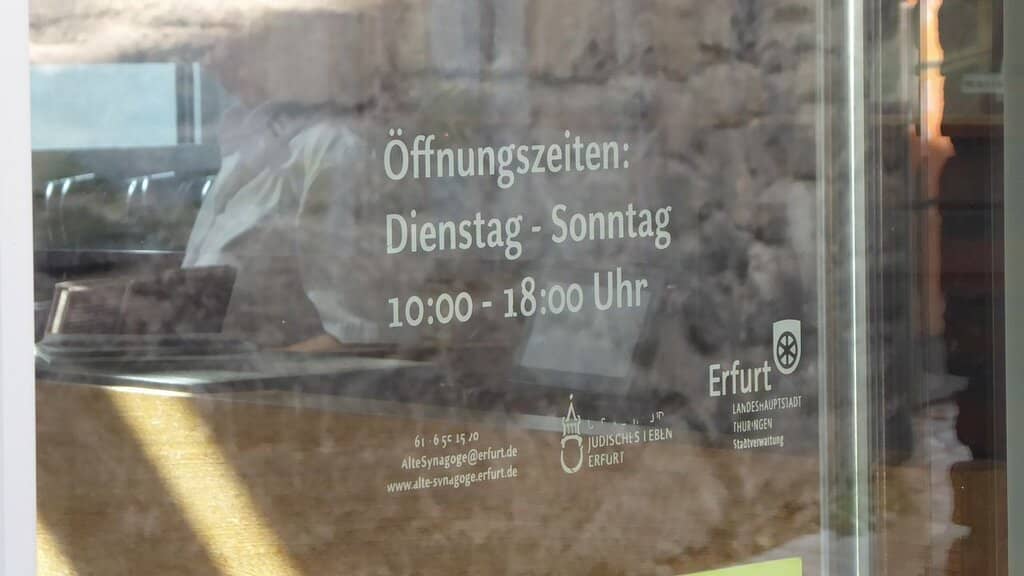 Öffnungszeiten:
Dienstag - Sonntag
10:00 - 18:00 Uhr
Erfurt
LANDESHAUPTSTADT
THÜRINGEN
Stadtverwaltung
JÜDISCHES LEBEN
ERFURT
AlteSynagoge@erfurt.de
www.alte-synagoge.erfurt.de